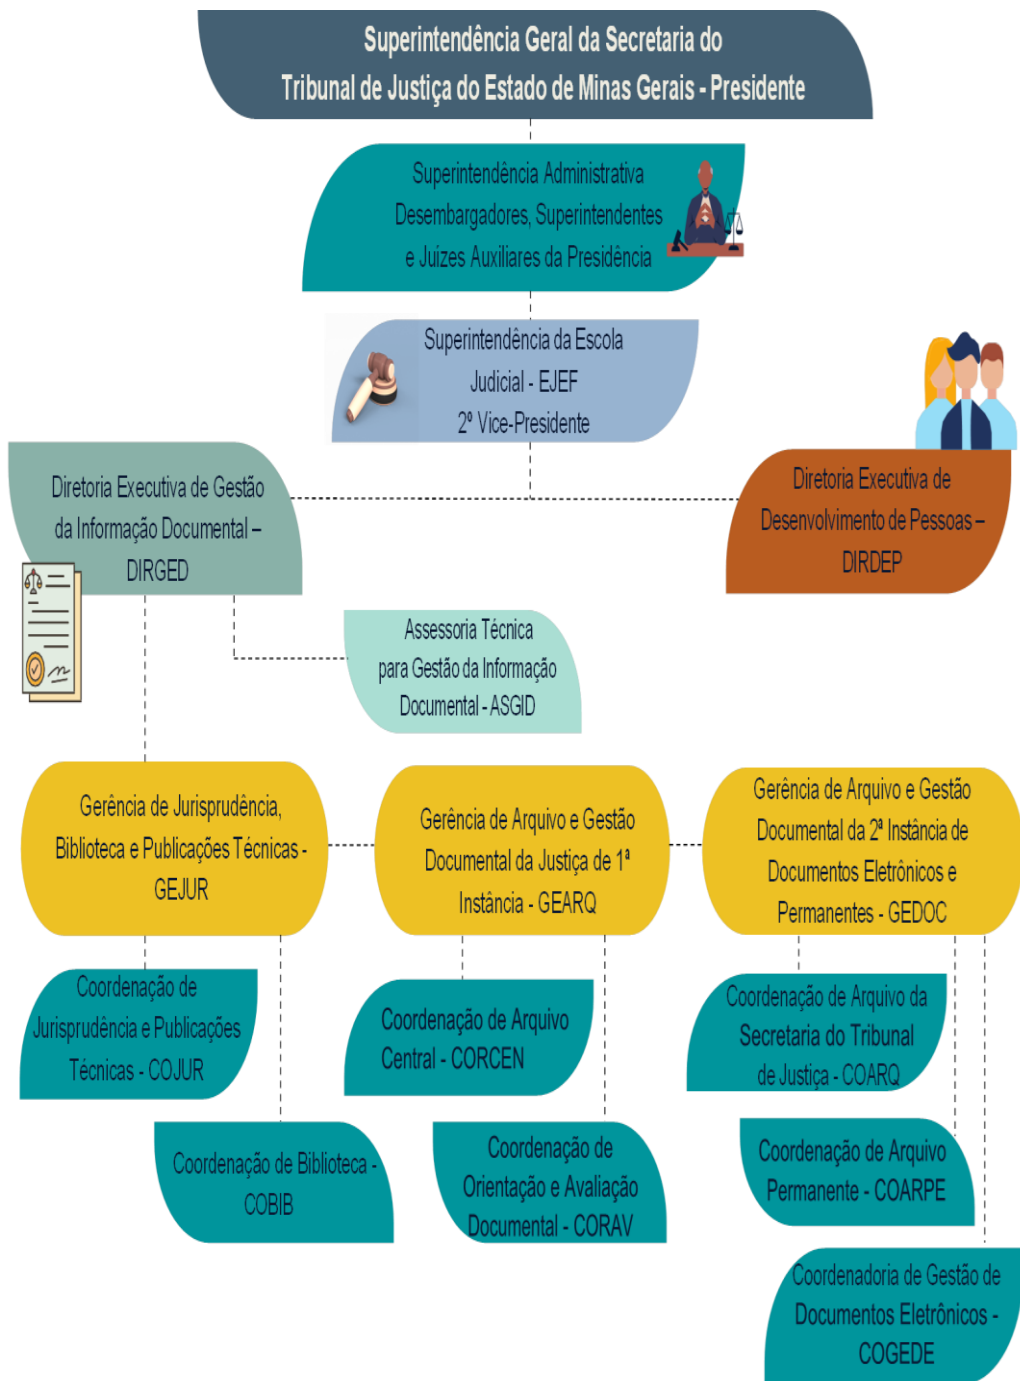 Superintendência Geral da Secretaria do
Tribunal de Justiça do Estado de Minas Gerais - Presidente
Superintendência Administrativa
Desembargadores, Superintendentes
e Juízes Auxiliares da Presidência
Superintendência da Escola
Judicial - EJEF
2º Vice-Presidente
Diretoria Executiva de Gestão
da Informação Documental –
DIRGED
Diretoria Executiva de
Desenvolvimento de Pessoas –
DIRDEP
Assessoria Técnica
para Gestão da Informação
Documental - ASGID
Gerência de Jurisprudência,
Biblioteca e Publicações Técnicas -
GEJUR
Gerência de Arquivo e Gestão
Documental da Justiça de 1ª
Instância - GEARQ
Gerência de Arquivo e Gestão
Documental da 2ª Instância de
Documentos Eletrônicos e
Permanentes - GEDOC
Coordenação de
Jurisprudência e Publicações
Técnicas - COJUR
Coordenação de Arquivo
Central - CORCEN
Coordenação de Arquivo da
Secretaria do Tribunal
de Justiça - COARQ
Coordenação de Biblioteca -
COBIB
Coordenação de
Orientação e Avaliação
Documental - CORAV
Coordenação de Arquivo
Permanente - COARPE
Coordenadoria de Gestão de
Documentos Eletrônicos -
COGEDE